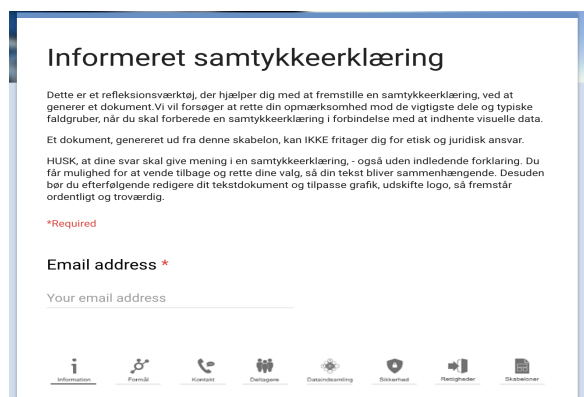 Informeret samtykkeerklæring
Dette er et refleksionsværktøj, der hjælper dig med at fremstille en samtykkeerklæring, ved at
generer et dokument.Vi vil forsøger at rette din opmærksomhed mod de vigtigste dele og typiske
faldgruber, når du skal forberede en samtykkeerklæring i forbindelse med at indhente visuelle data.
Et dokument, genereret ud fra denne skabelon, kan IKKE fritager dig for etisk og juridisk ansvar.
HUSK, at dine svar skal give mening i en samtykkeerklæring, - også uden indledende forklaring. Du
får mulighed for at vende tilbage og rette dine valg, så din tekst bliver sammenhængende. Desuden
bør du efterfølgende redigere dit tekstdokument og tilpasse grafik, udskifte logo, så fremstår
ordentligt og troværdig.
*Required
Email address *
Your email address
Information Formål Kontakt Deltagere Dataindsamling Sikkerhed Rettigheder Skabeloner